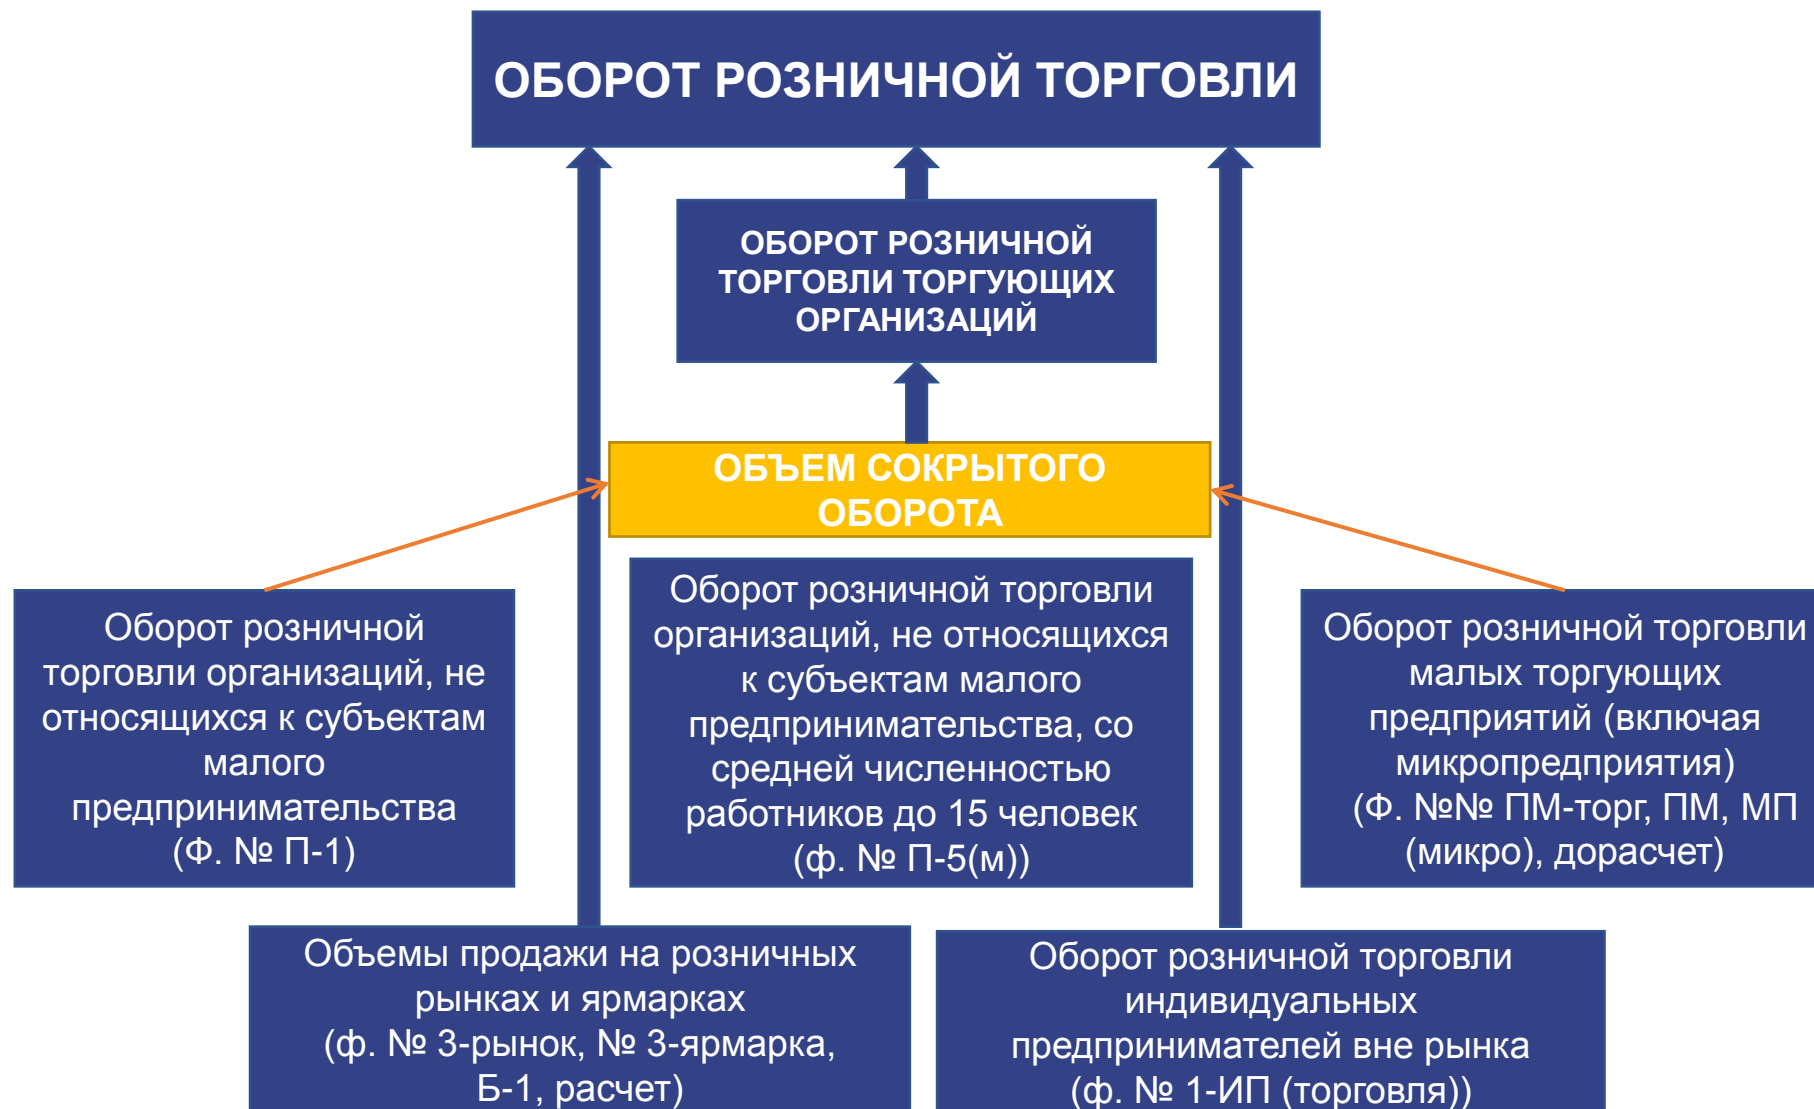 ОБОРОТ РОЗНИЧНОЙ ТОРГОВЛИ
ОБОРОТ РОЗНИЧНОЙ
ТОРГОВЛИ ТОРГУЮЩИХ
ОРГАНИЗАЦИЙ
ОБЪЕМ СОКРЫТОГО
ОБОРОТА
Оборот розничной
торговли организаций, не
относящихся к субъектам
малого
предпринимательства
(Ф. № П-1)
Оборот розничной торговли
организаций, не относящихся
к субъектам малого
предпринимательства, со
средней численностью
работников до 15 человек
(ф. № П-5(м))
Оборот розничной торговли
малых торгующих
предприятий (включая
микропредприятия)
(Ф. №№ ПМ-торг, ПМ, МП
(микро), дорасчет)
Объемы продажи на розничных
рынках и ярмарках
(ф. № 3-рынок, № 3-ярмарка,
Б-1, расчет)
Оборот розничной торговли
индивидуальных
предпринимателей вне рынка
(ф. № 1-ИП (торговля))